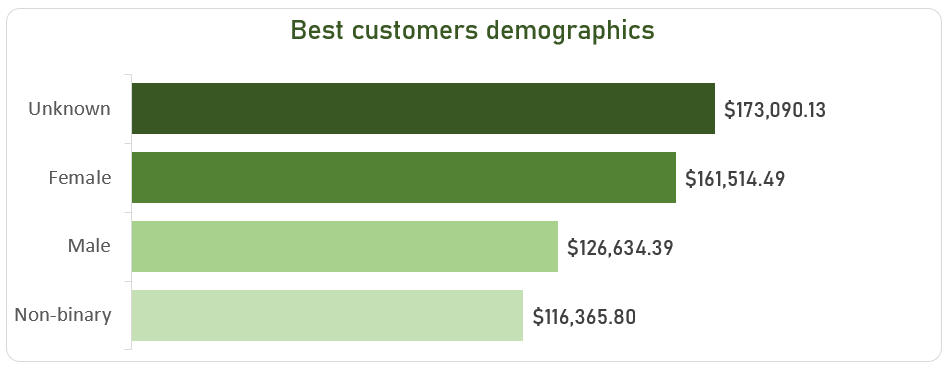 Best customers demographics
Unknown $173,090.13
Female $161,514.49
Male $126,634.39
Non-binary $116,365.80